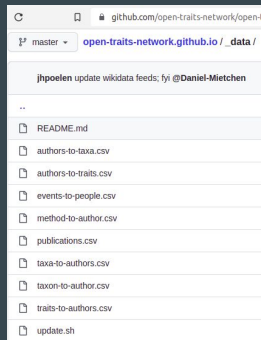 github.com/open-traits-network/open-t
master open-traits-network.github.io / _data /
jhpoelen update wikidata feeds; fyi @Daniel-Mietchen
..
README.md
authors-to-taxa.csv
authors-to-traits.csv
events-to-people.csv
method-to-author.csv
publications.csv
taxa-to-authors.csv
taxon-to-author.csv
traits-to-authors.csv
update.sh